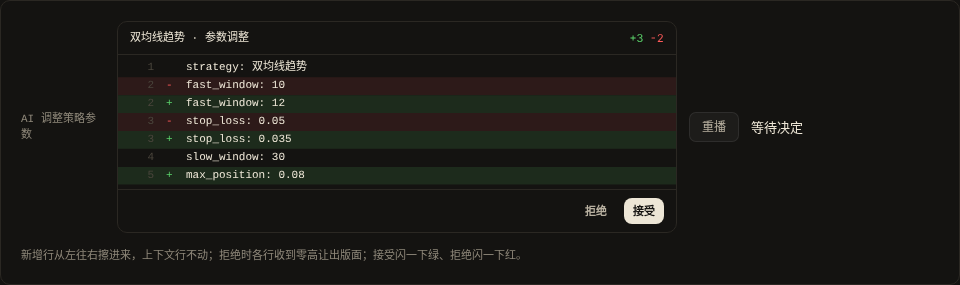 双均线趋势 · 参数调整 +3 -2
1 strategy: 双均线趋势
2 - fast_window: 10
2 + fast_window: 12
3 - stop_loss: 0.05
3 + stop_loss: 0.035
4 slow_window: 30
5 + max_position: 0.08
AI 调整策略参
数
重播 等待决定
拒绝 接受
新增行从左往右擦进来，上下文行不动；拒绝时各行收到零高让出版面；接受闪一下绿、拒绝闪一下红。